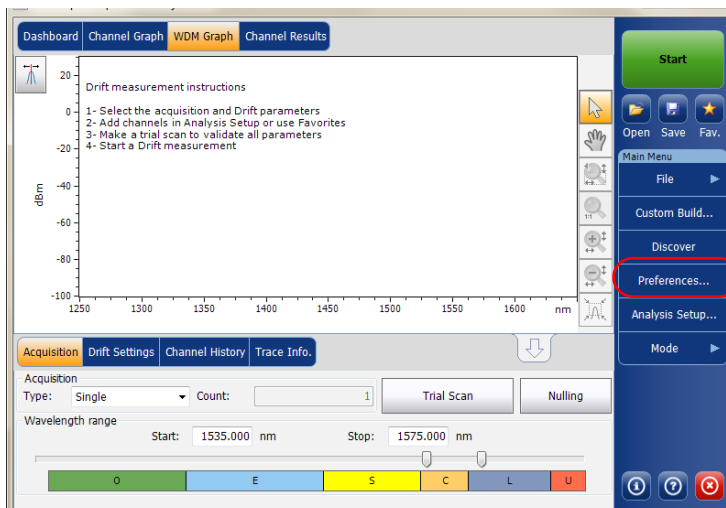 Dashboard Channel Graph WDM Graph Channel Results
Start
20
Drift measurement instructions
0
1- Select the acquisition and Drift parameters
2- Add channels in Analysis Setup or use Favorites
3- Make a trial scan to validate all parameters
4- Start a Drift measurement
-20
-40
-60
-80
-100
dBm
1250 1300 1350 1400 1450 1500 1550 1600 nm
1:1
Open Save Fav.
Main Menu
File
Custom Build...
Discover
Preferences...
Analysis Setup...
Mode
Acquisition Drift Settings Channel History Trace Info.
Acquisition
Type: Single Count: 1 Trial Scan Nulling
Wavelength range
Start: 1535.000 nm Stop: 1575.000 nm
O E S C L U